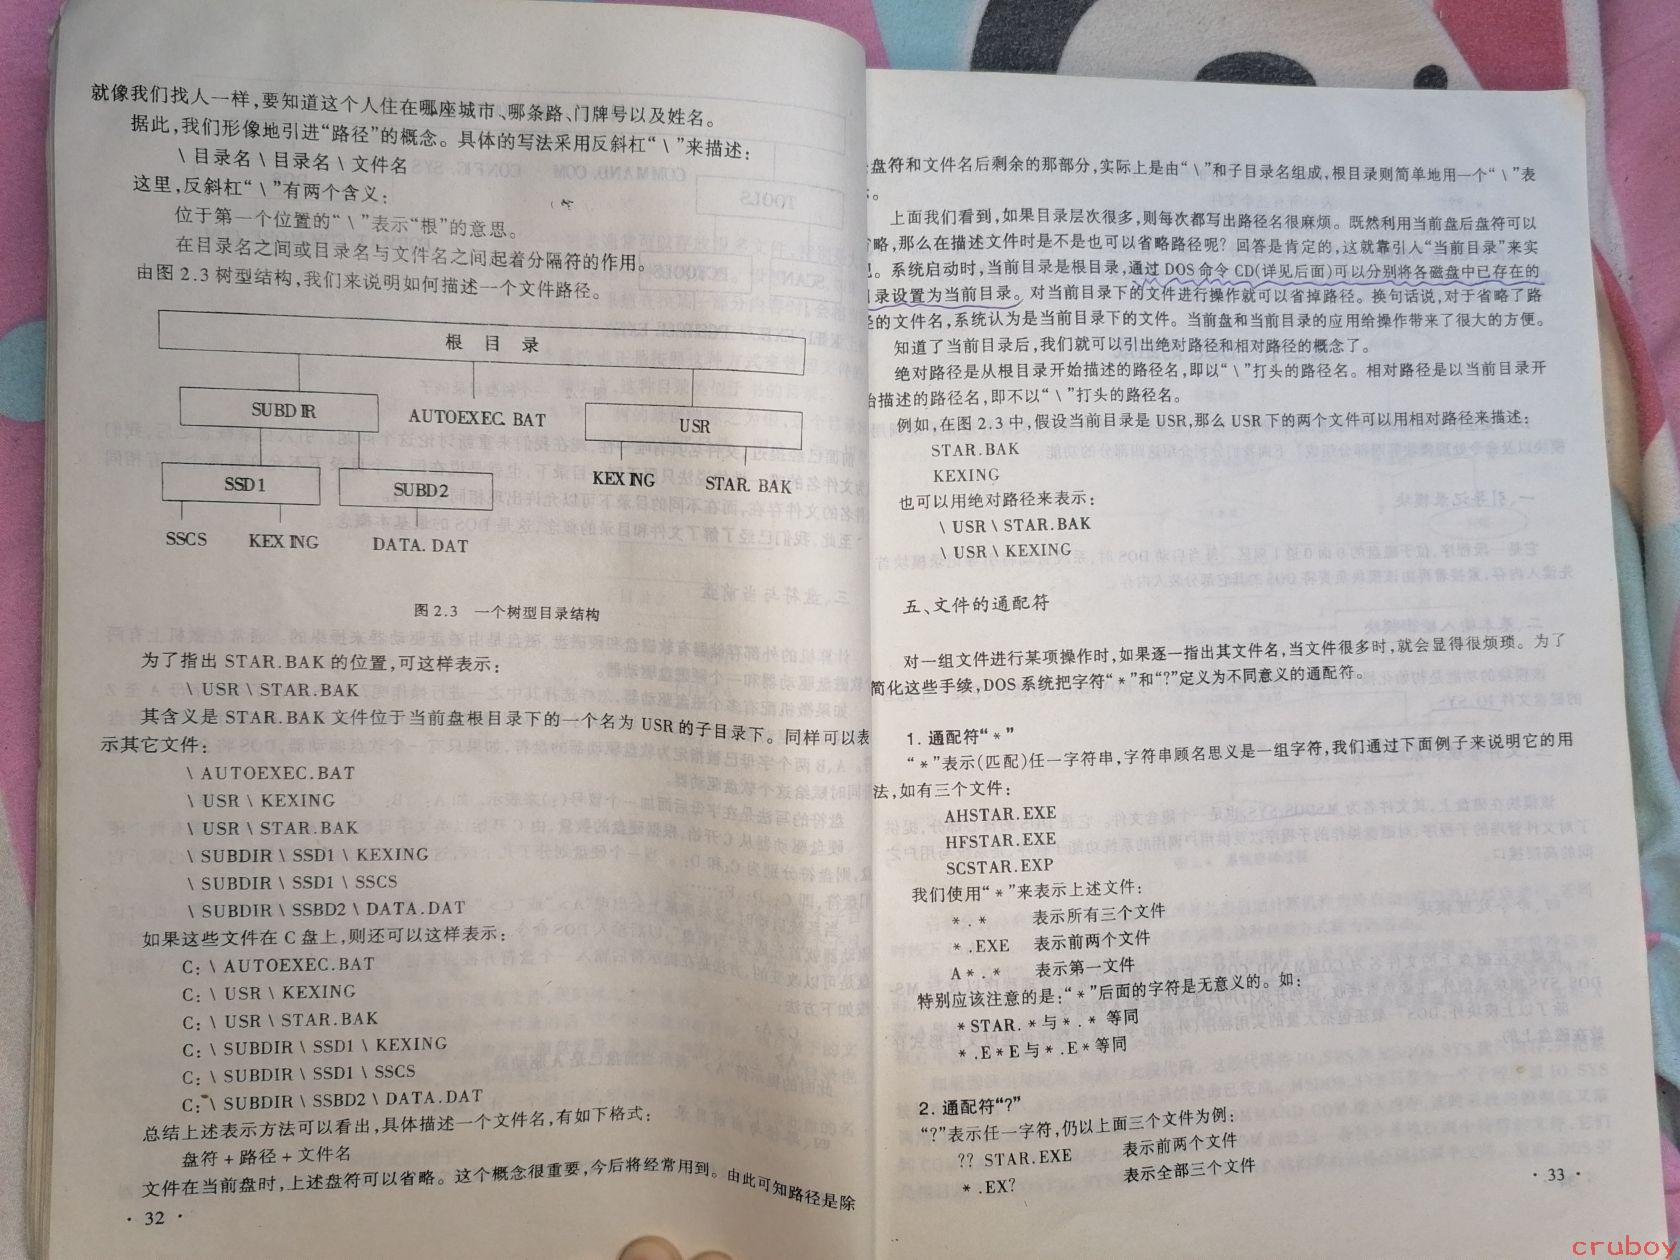 就像我们找人一样,要知道这个人住在哪座城市、哪条路、门牌号以及姓名。
据此,我们形像地引进“路径”的概念。具体的写法采用反斜杠“\”来描述:
\目录名\目录名\文件名
这里,反斜杠“\”有两个含义:
位于第一个位置的“\”表示“根”的意思。
在目录名之间或目录名与文件名之间起着分隔符的作用。
由图2.3树型结构,我们来说明如何描述一个文件路径。
根 目 录
SUBDIR
AUTOEXEC.BAT
USR
SSD1
SUBD2
KEXING
STAR.BAK
SSCS
KEXING
DATA.DAT
图2.3 一个树型目录结构
为了指出STAR.BAK的位置,可这样表示:
\USR\STAR.BAK
其含义是STAR.BAK文件位于当前盘根目录下的一个名为USR的子目录下。同样可以表
示其它文件:
\AUTOEXEC.BAT
\USR\KEXING
\USR\STAR.BAK
\SUBDIR\SSD1\KEXING
\SUBDIR\SSD1\SSCS
\SUBDIR\SSBD2\DATA.DAT
如果这些文件在C盘上,则还可以这样表示:
C:\AUTOEXEC.BAT
C:\USR\KEXING
C:\USR\STAR.BAK
C:\SUBDIR\SSD1\KEXING
C:\SUBDIR\SSD1\SSCS
C:\SUBDIR\SSBD2\DATA.DAT
总结上述表示方法可以看出,具体描述一个文件名,有如下格式:
盘符+路径+文件名
文件在当前盘时,上述盘符可以省略。这个概念很重要,今后将经常用到。由此可知路径是除
·32·
盘符和文件名后剩余的那部分,实际上是由“\”和子目录名组成,根目录则简单地用一个“\”表
。
上面我们看到,如果目录层次很多,则每次都写出路径名很麻烦。既然利用当前盘后盘符可以
略,那么在描述文件时是不是也可以省略路径呢?回答是肯定的,这就靠引人“当前目录”来实
。系统启动时,当前目录是根目录,通过DOS命令CD(详见后面)可以分别将各磁盘中已存在的
录设置为当前目录。对当前目录下的文件进行操作就可以省掉路径。换句话说,对于省略了路
径的文件名,系统认为是当前目录下的文件。当前盘和当前目录的应用给操作带来了很大的方便。
知道了当前目录后,我们就可以引出绝对路径和相对路径的概念了。
绝对路径是从根目录开始描述的路径名,即以“\”打头的路径名。相对路径是以当前目录开
始描述的路径名,即不以“\”打头的路径名。
例如,在图2.3中,假设当前目录是USR,那么USR下的两个文件可以用相对路径来描述:
STAR.BAK
KEXING
也可以用绝对路径来表示:
\USR\STAR.BAK
\USR\KEXING
五、文件的通配符
对一组文件进行某项操作时,如果逐一指出其文件名,当文件很多时,就会显得很烦琐。为了
简化这些手续,DOS系统把字符“*”和“?”定义为不同意义的通配符。
1.通配符“*”
“*”表示(匹配)任一字符串,字符串顾名思义是一组字符,我们通过下面例子来说明它的用
法,如有三个文件:
AHSTAR.EXE
HFSTAR.EXE
SCSTAR.EXP
我们使用“*”来表示上述文件:
*.* 表示所有三个文件
*.EXE 表示前两个文件
A*.* 表示第一文件
特别应该注意的是:“*”后面的字符是无意义的。如:
*STAR.*与*.*等同
*.E*E与*.E*等同
2.通配符“?”
“?”表示任一字符,仍以上面三个文件为例:
??STAR.EXE 表示前两个文件
*.EX? 表示全部三个文件
·33·
cruboy